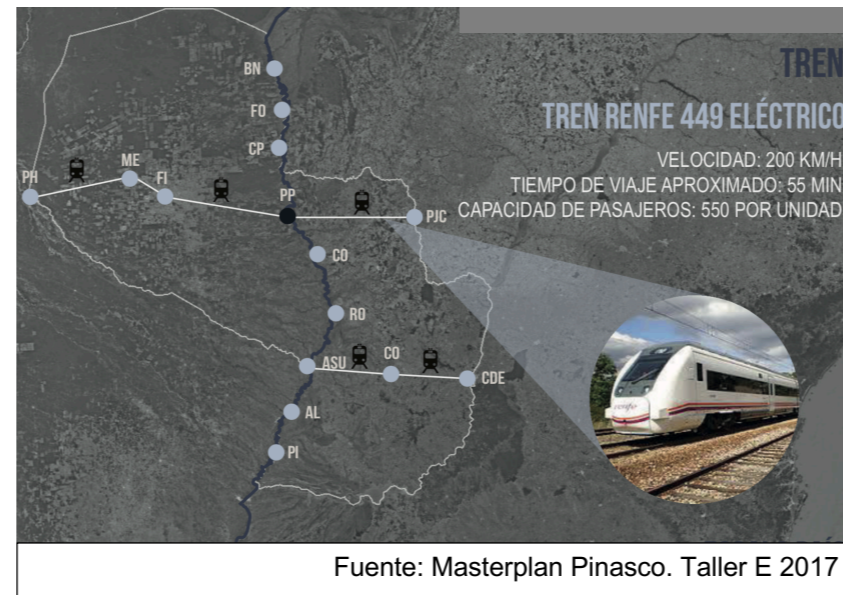 TREN
TREN RENFE 449 ELÉCTRICO
VELOCIDAD: 200 KM/H
TIEMPO DE VIAJE APROXIMADO: 55 MIN
CAPACIDAD DE PASAJEROS: 550 POR UNIDAD
BN
FO
CP
PH
ME
FI
PP
PJC
CO
RO
ASU
CO
CDE
AL
PI
renfe
Fuente: Masterplan Pinasco. Taller E 2017